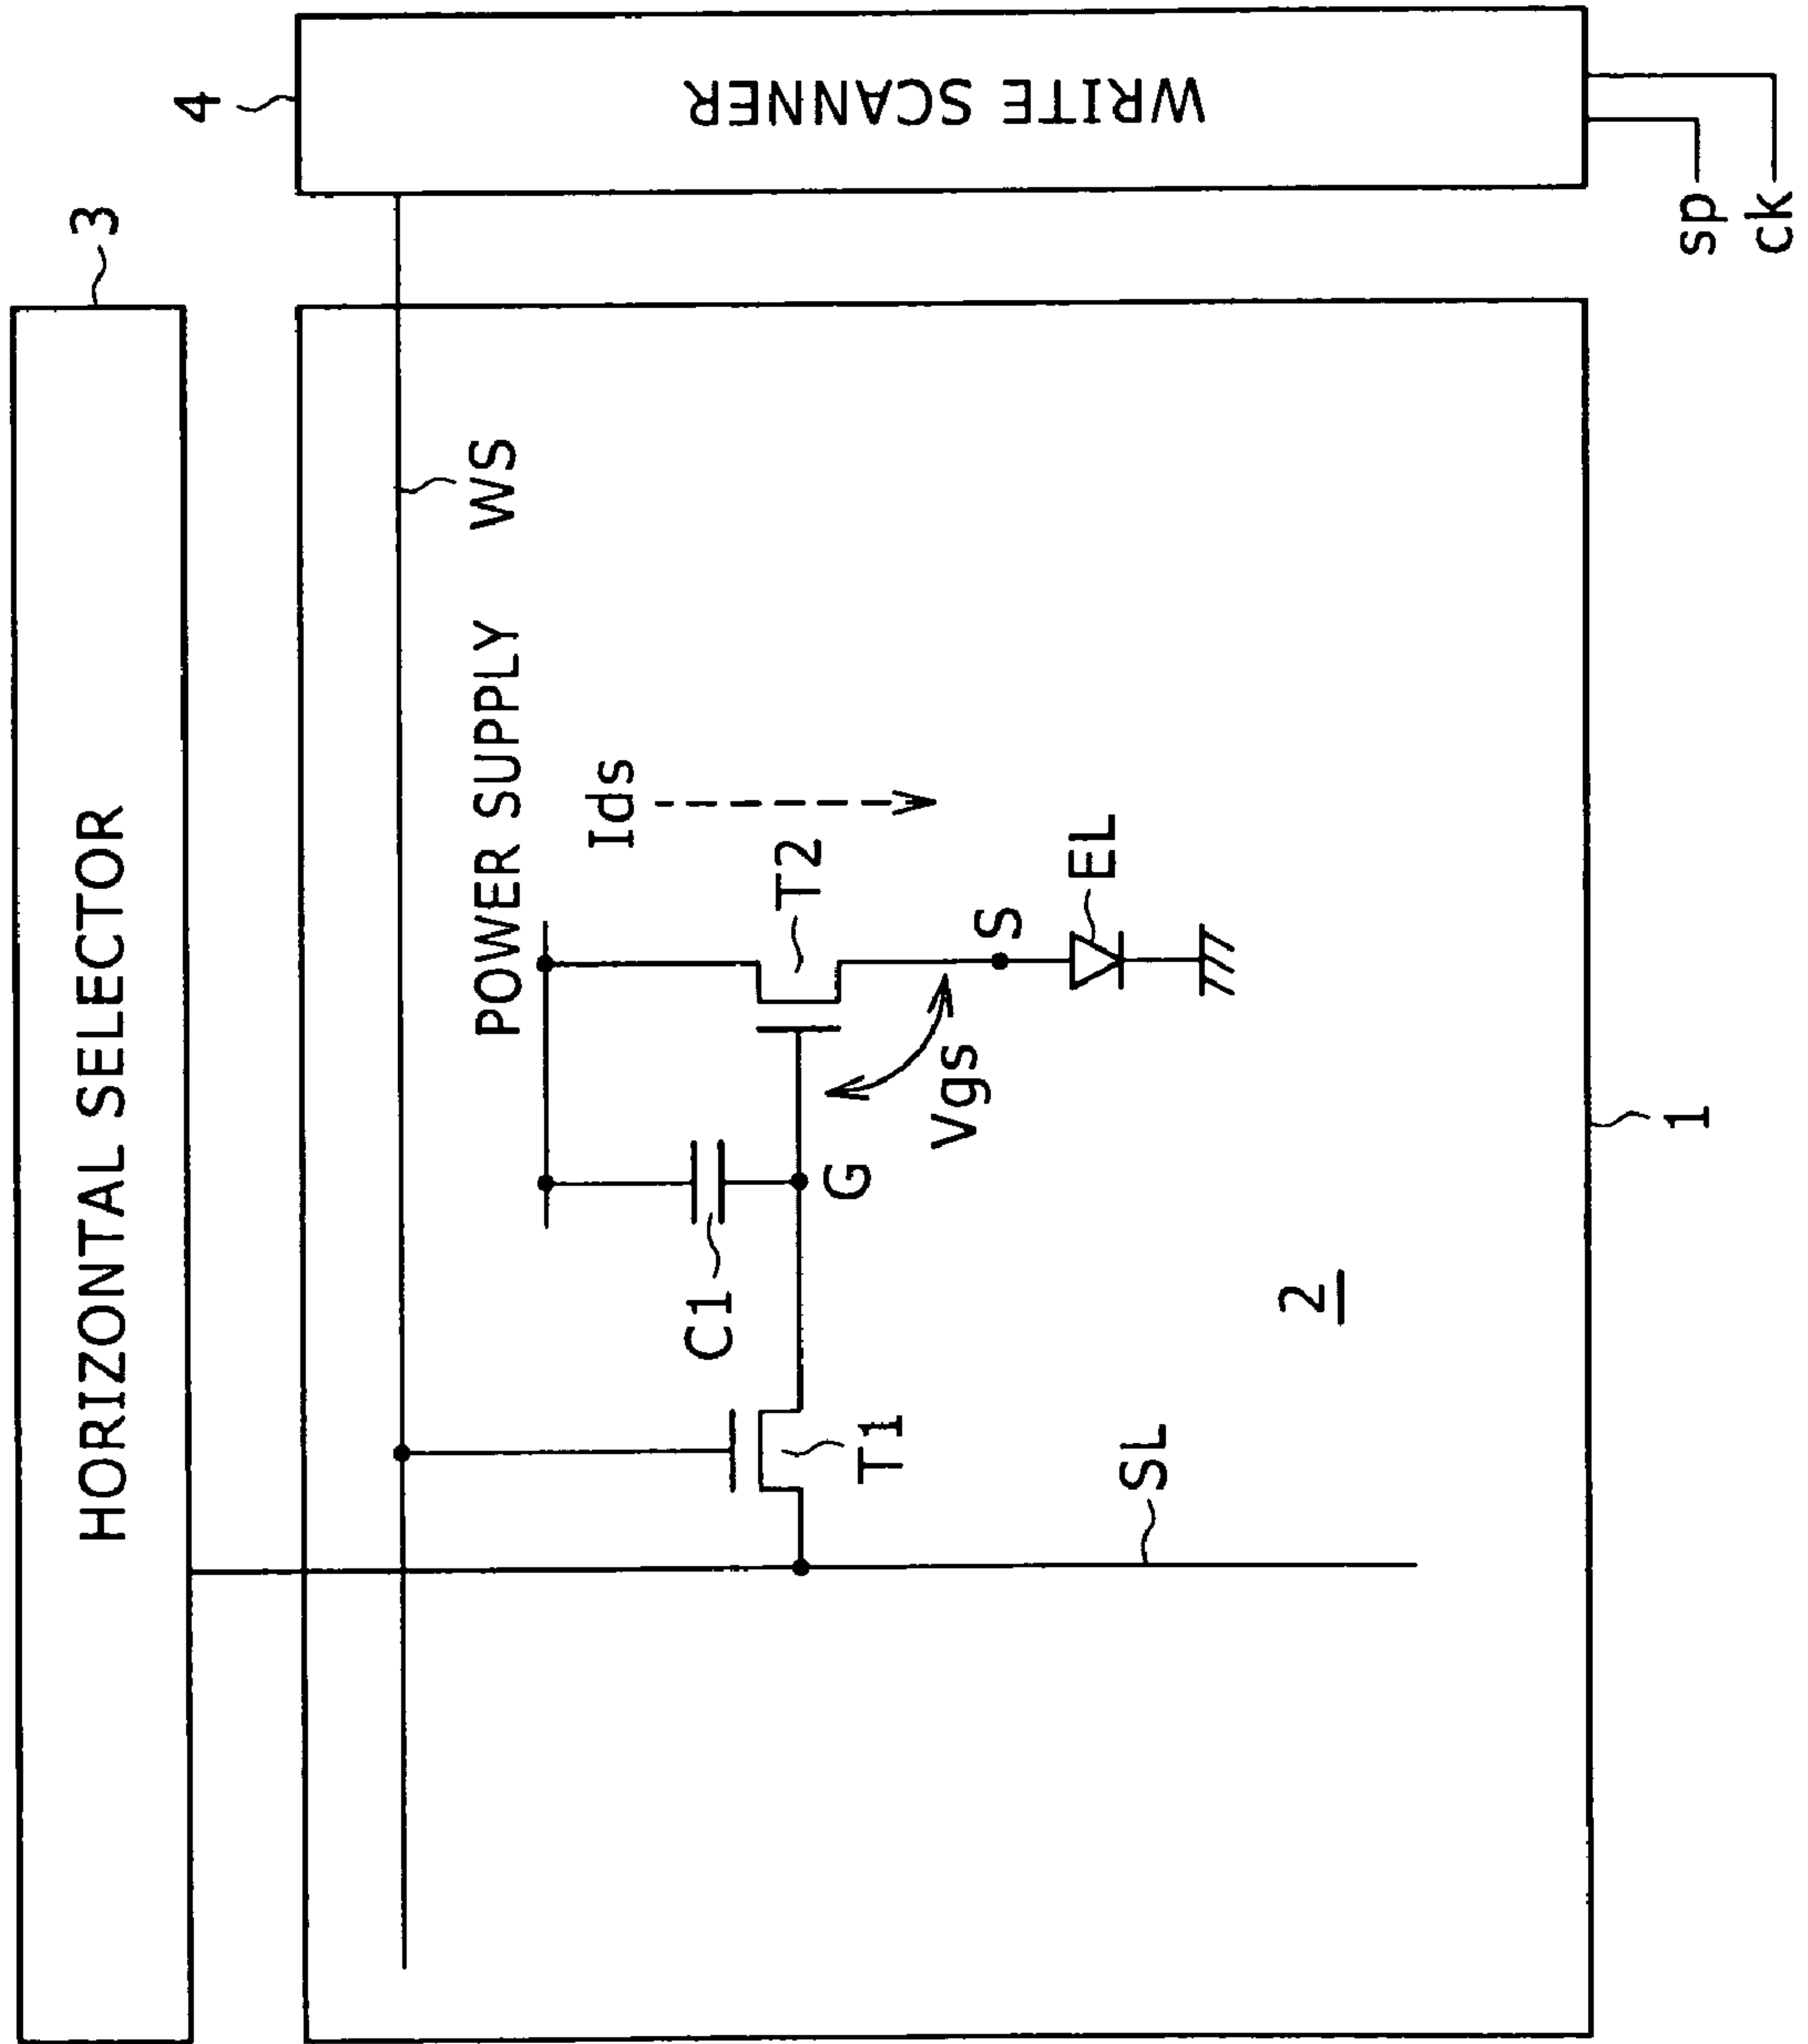 HORIZONTAL SELECTOR
3
4
WRITE SCANNER
WS
POWER SUPPLY
Ids
T2
C1
G
Vgs
S
EL
T1
SL
2
1
sp
ck